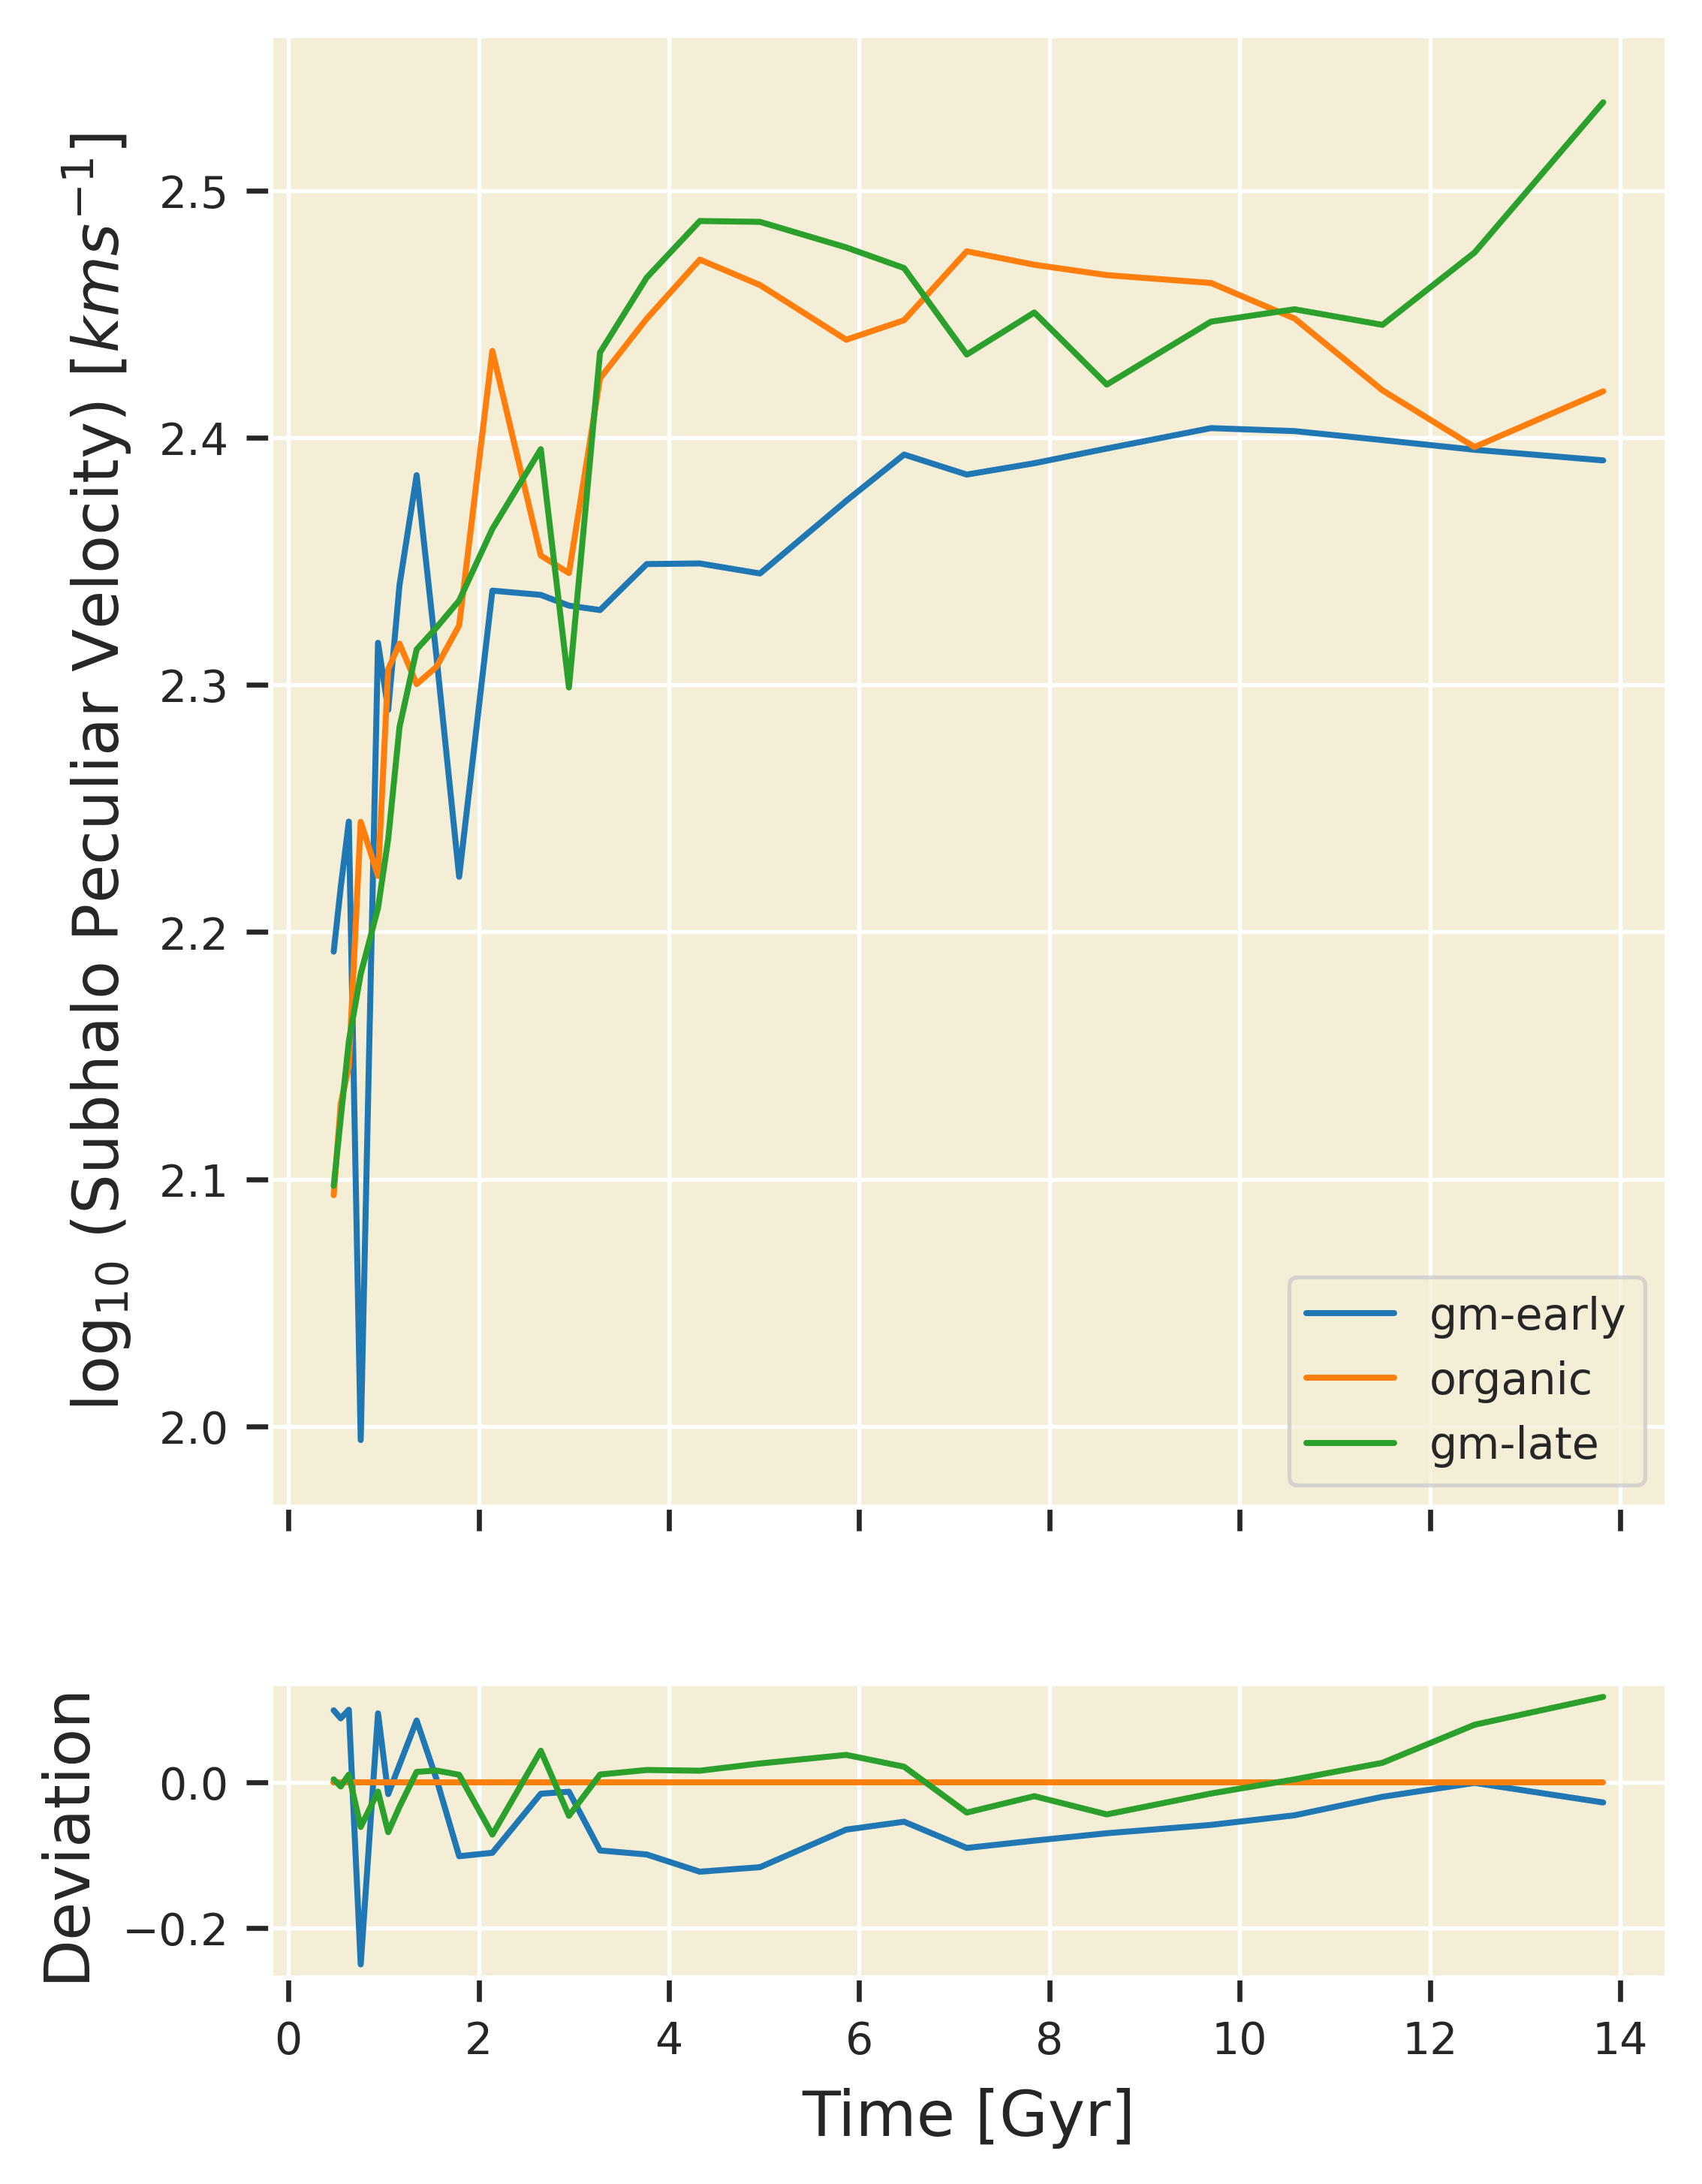 log₁₀ (Subhalo Peculiar Velocity) [kms⁻¹]
2.5
2.4
2.3
2.2
2.1
2.0
gm-early
organic
gm-late
Deviation
0.0
−0.2
0 2 4 6 8 10 12 14
Time [Gyr]